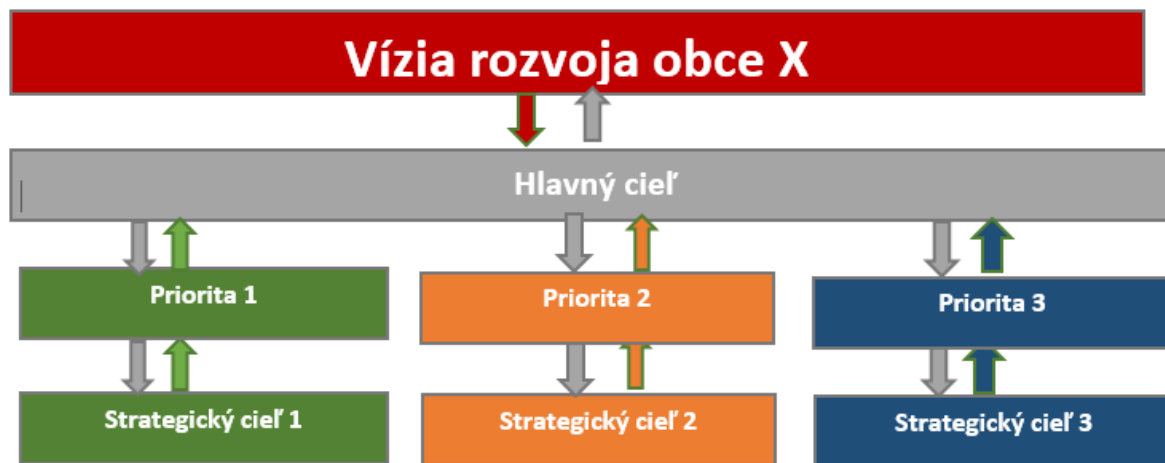 Vízia rozvoja obce X
Hlavný cieľ
Priorita 1
Priorita 2
Priorita 3
Strategický cieľ 1
Strategický cieľ 2
Strategický cieľ 3